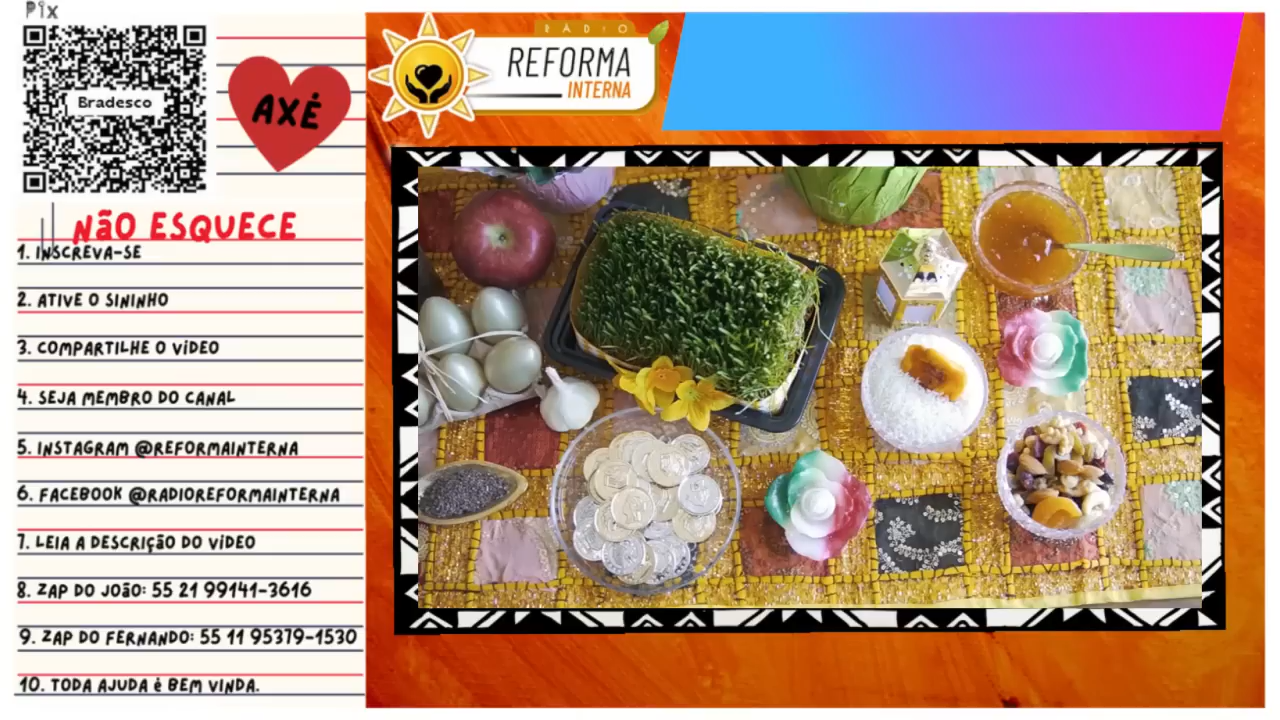 Pix
Bradesco
AXÉ
NÃO ESQUECE
1. INSCREVA-SE
2. ATIVE O SININHO
3. COMPARTILHE O VÍDEO
4. SEJA MEMBRO DO CANAL
5. INSTAGRAM @REFORMAINTERNA
6. FACEBOOK @RADIOREFORMAINTERNA
7. LEIA A DESCRIÇÃO DO VÍDEO
8. ZAP DO JOÃO: 55 21 99141-3616
9. ZAP DO FERNANDO: 55 11 95379-1530
10. TODA AJUDA É BEM VINDA.
RÁDIO
REFORMA
INTERNA